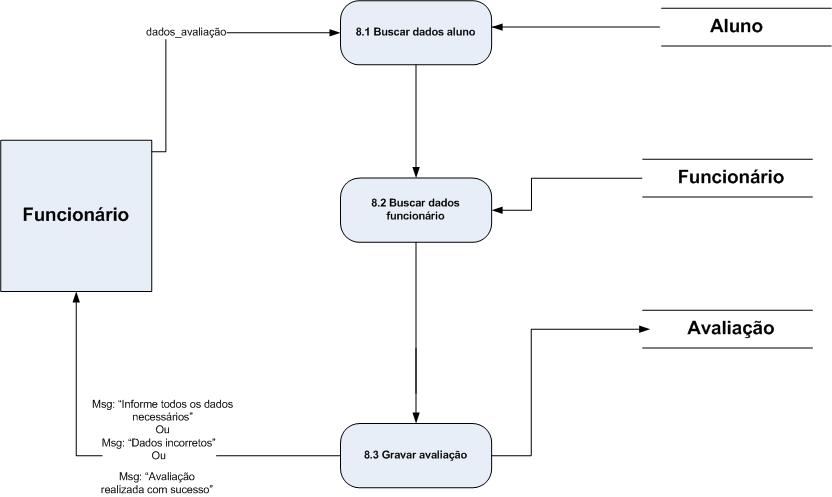 dados_avaliação
8.1 Buscar dados aluno
Aluno
Funcionário
8.2 Buscar dados
funcionário
Funcionário
Avaliação
Msg: “Informe todos os dados
necessários”
Ou
Msg: “Dados incorretos”
Ou
Msg: “Avaliação
realizada com sucesso”
8.3 Gravar avaliação